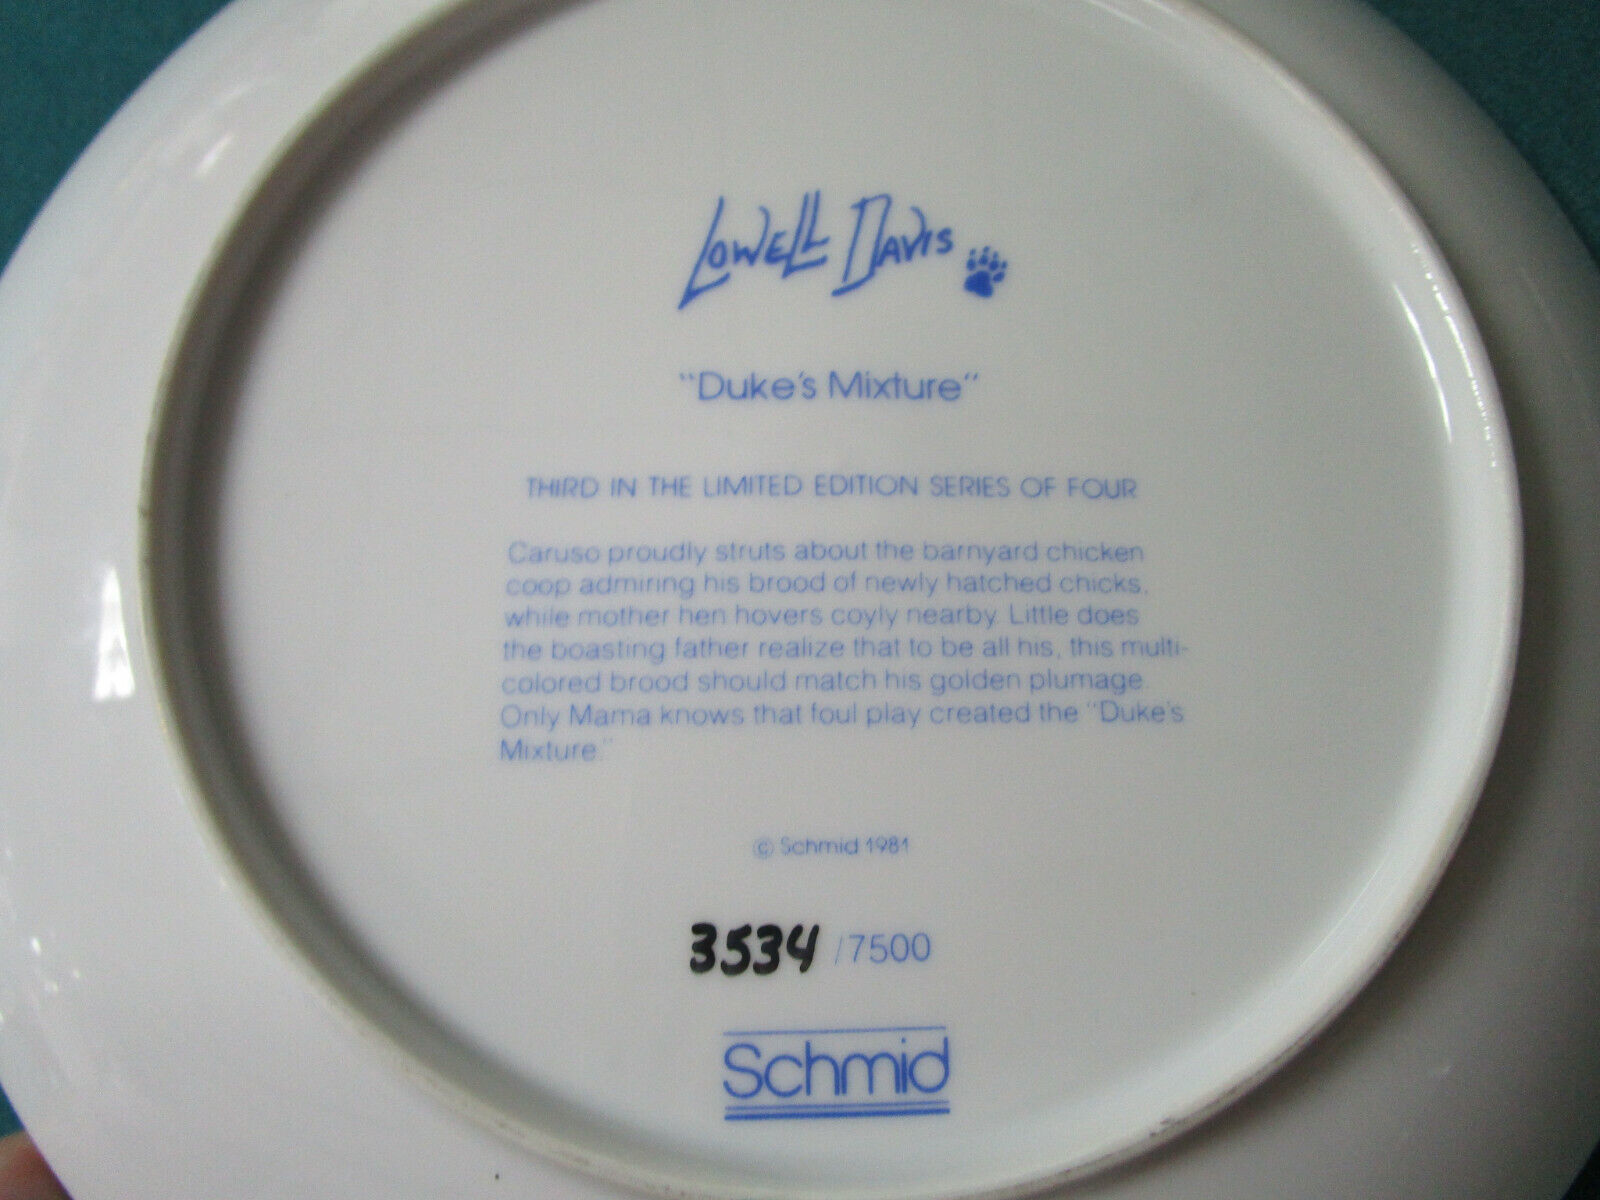 LOWELL DAVIS
"Duke's Mixture"
THIRD IN THE LIMITED EDITION SERIES OF FOUR
Caruso proudly struts about the barnyard chicken
coop admiring his brood of newly hatched chicks,
while mother hen hovers coyly nearby. Little does
the boasting father realize that to be all his, this multi-
colored brood should match his golden plumage.
Only Mama knows that foul play created the "Duke's
Mixture."
© Schmid 1981
3534 /7500
Schmid